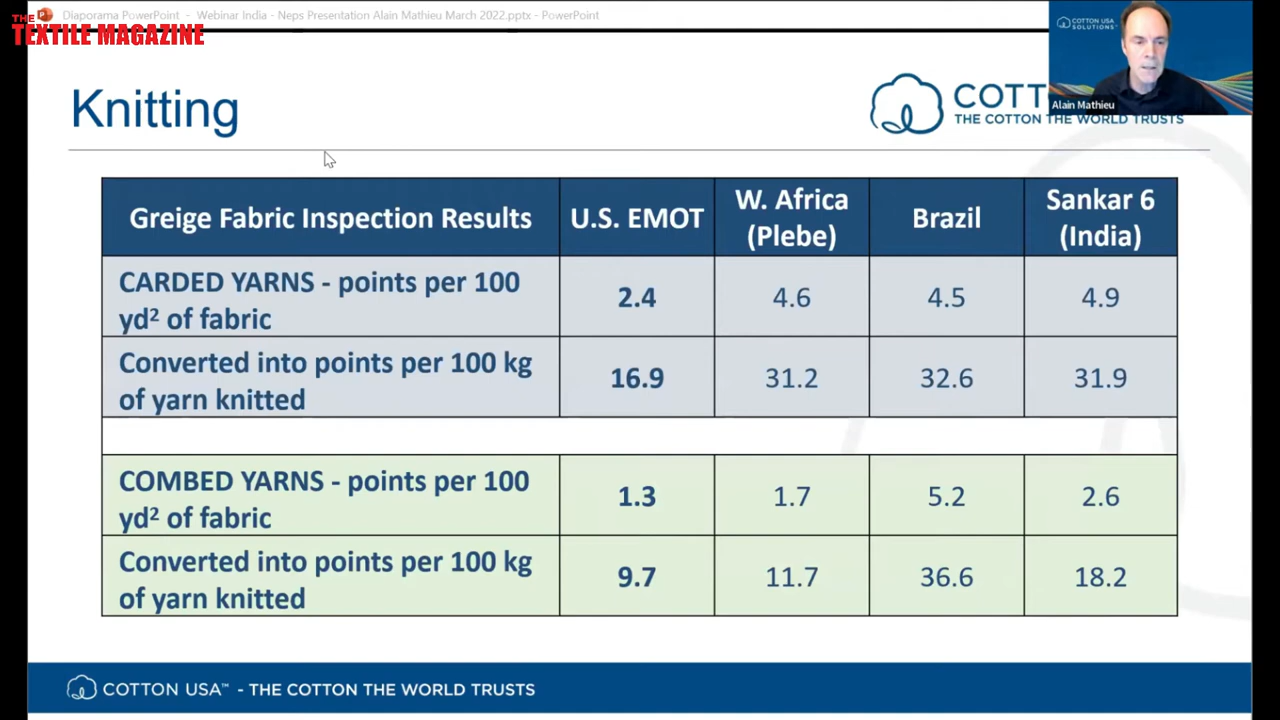 Diaporama PowerPoint - Webinar India - Neps Presentation Alain Mathieu March 2022.pptx - PowerPoint
THE
TEXTILE MAGAZINE
COTTON USA
SOLUTIONS
Alain Mathieu
Knitting
COTT
THE COTTON THE WORLD TRUSTS
Greige Fabric Inspection Results U.S. EMOT W. Africa (Plebe) Brazil Sankar 6 (India)
CARDED YARNS - points per 100
yd² of fabric 2.4 4.6 4.5 4.9
Converted into points per 100 kg
of yarn knitted 16.9 31.2 32.6 31.9
COMBED YARNS - points per 100
yd² of fabric 1.3 1.7 5.2 2.6
Converted into points per 100 kg
of yarn knitted 9.7 11.7 36.6 18.2
COTTON USA™ - THE COTTON THE WORLD TRUSTS